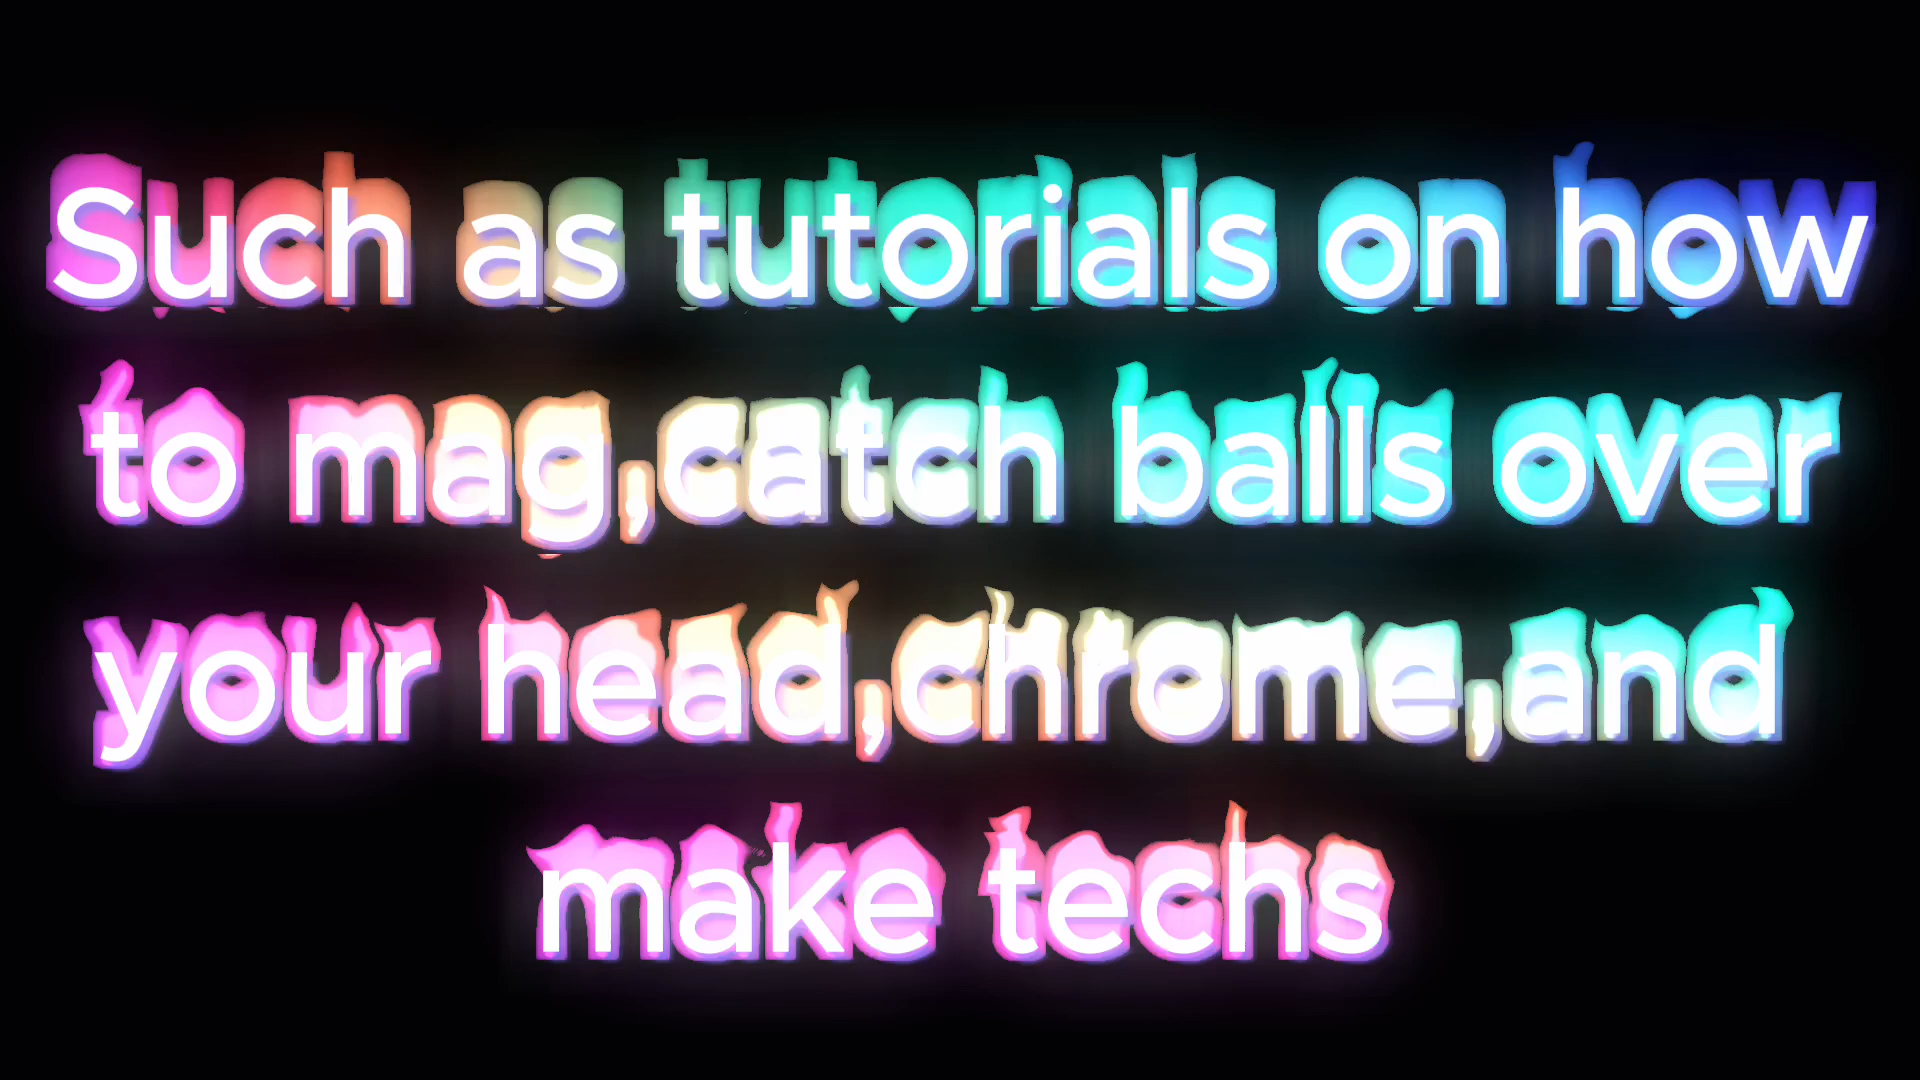 Such as tutorials on how
to mag,catch balls over
your head,chrome,and
make techs